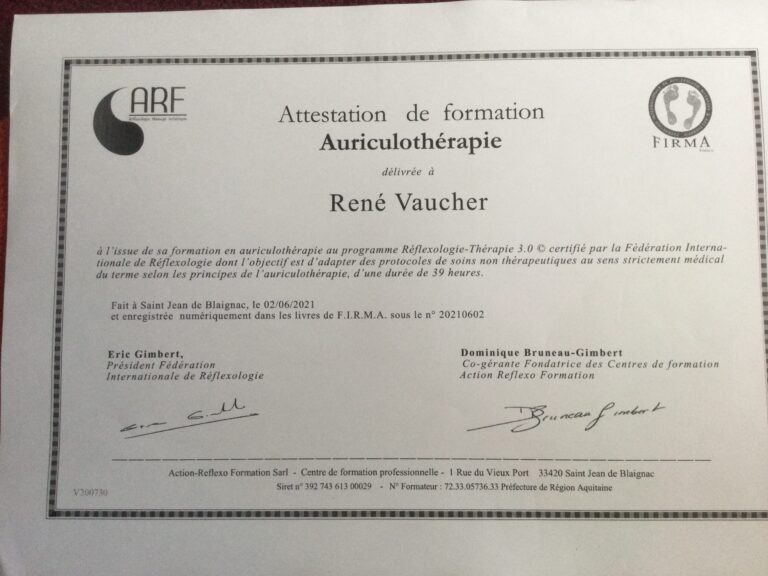 ARF
Attestation de formation
Auriculothérapie
FIRMA
délivrée à
René Vaucher
à l'issue de sa formation en auriculothérapie au programme Réflexologie-Thérapie 3.0 © certifié par la Fédération Interna-
tionale de Réflexologie dont l'objectif est d'adapter des protocoles de soins non thérapeutiques au sens strictement médical
du terme selon les principes de l'auriculothérapie, d'une durée de 39 heures.
Fait à Saint Jean de Blaignac, le 02/06/2021
et enregistrée numériquement dans les livres de F.I.R.M.A. sous le n° 20210602
Eric Gimbert,
Président Fédération
Internationale de Réflexologie
Dominique Bruneau-Gimbert
Co-gérante Fondatrice des Centres de formation
Action Reflexo Formation
Bruneau Gimbert
Action-Reflexo Formation Sarl - Centre de formation professionnelle - 1 Rue du Vieux Port 33420 Saint Jean de Blaignac
Siret n° 392 743 613 00029 - N° Formateur : 72.33.05736.33 Préfecture de Région Aquitaine
V200730